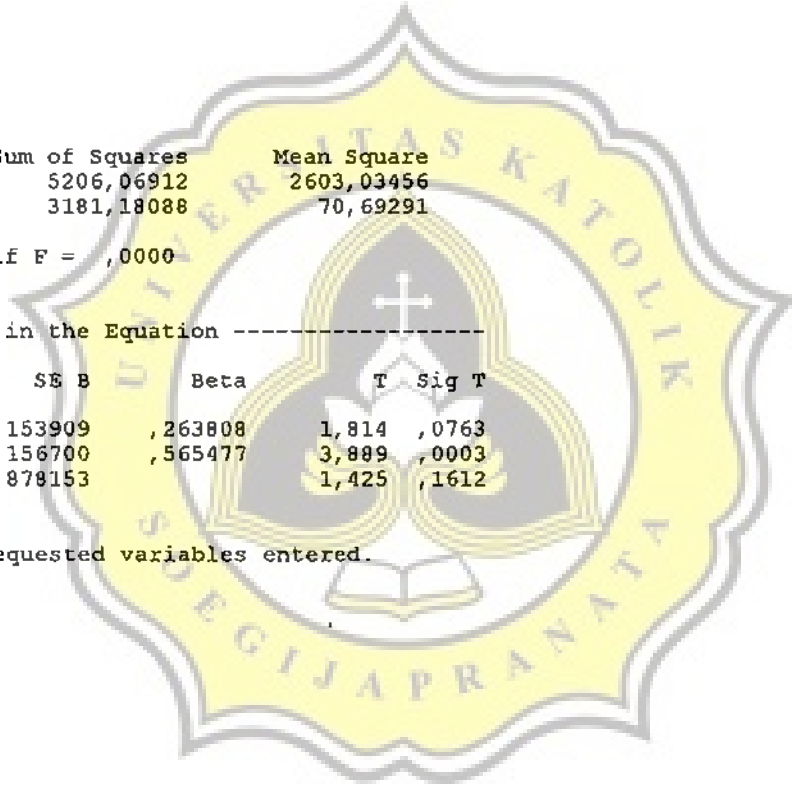 Sum of Squares Mean Square
5206,06912 2603,03456
3181,18088 70,69291
if F = ,0000
in the Equation ------------------
SE B Beta T Sig T
153909 ,263808 1,814 ,0763
156700 ,565477 3,889 ,0003
878153 1,425 ,1612
equested variables entered.
UNIVERSITAS KATOLIK
SOEGIJAPRANATA